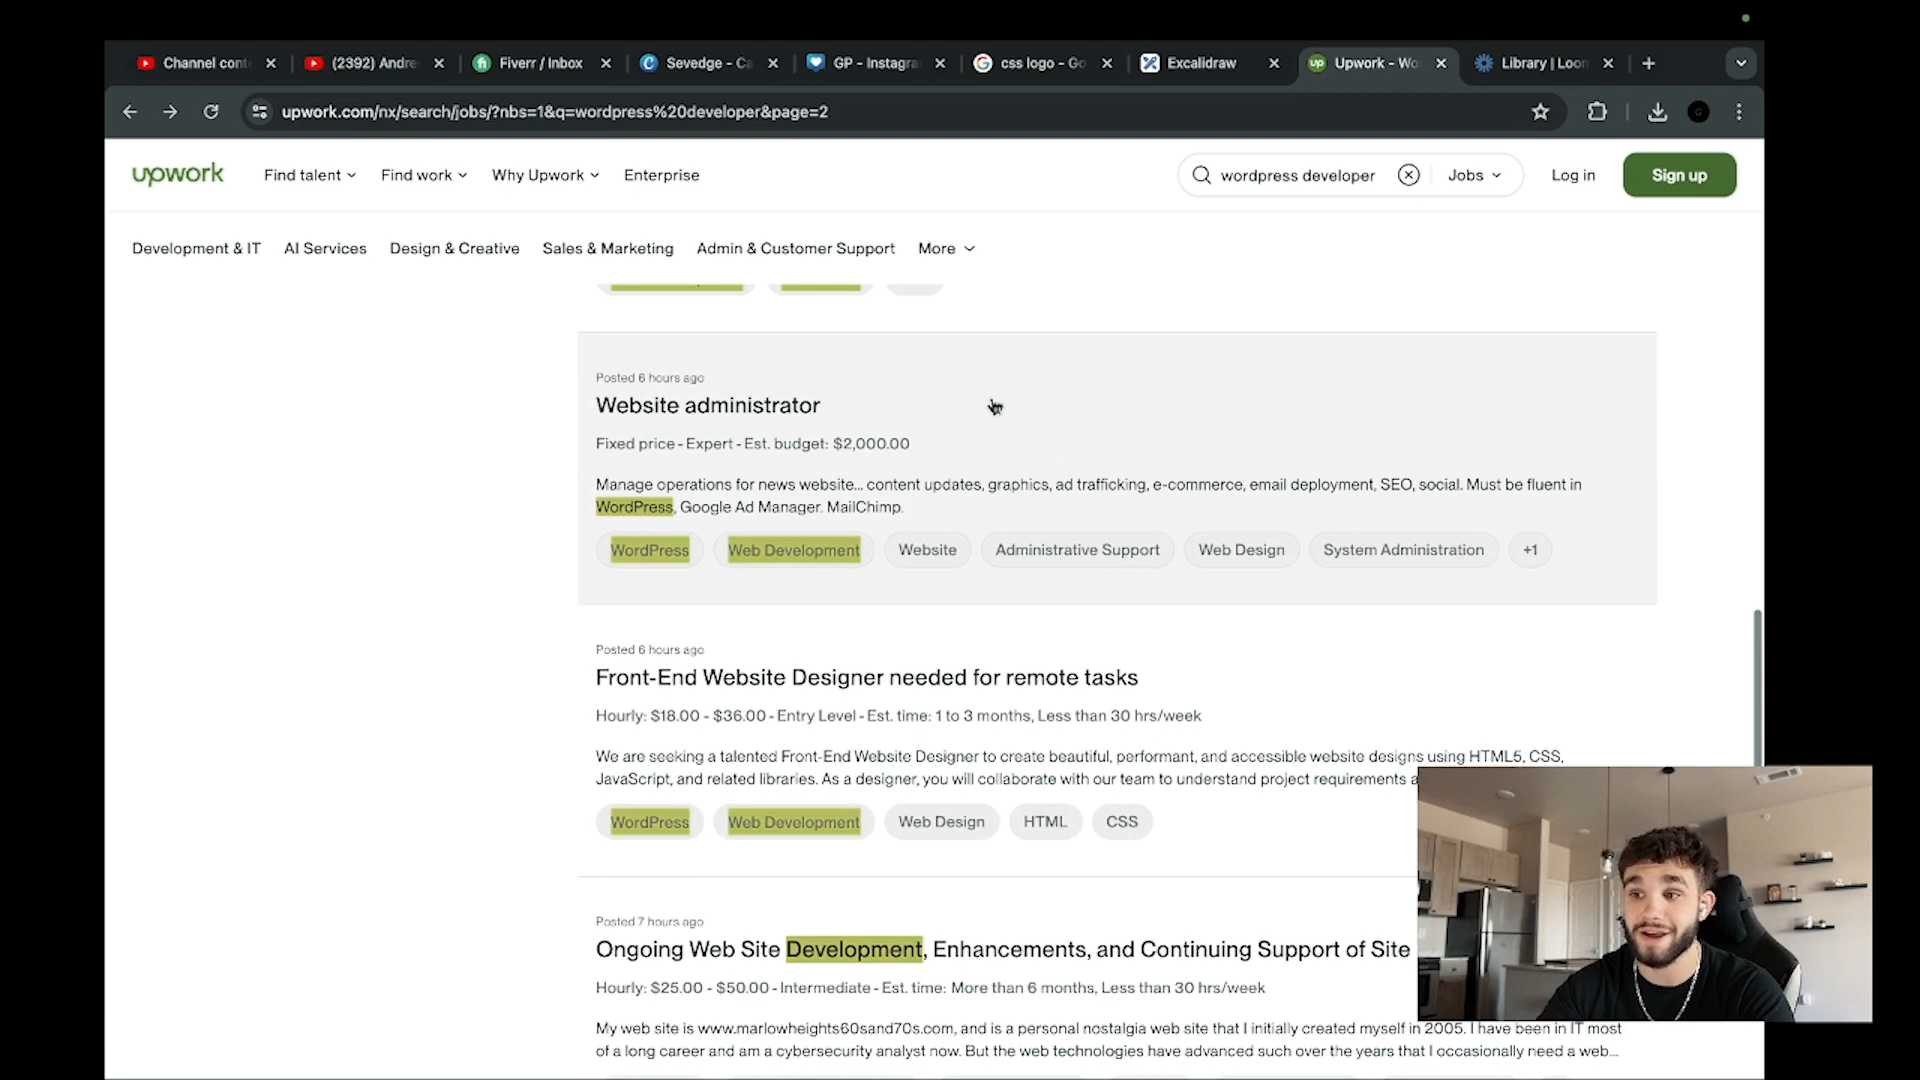 Channel cont
(2392) Andre
Fiverr / Inbox
Sevedge - Ca
GP - Instagra
css logo - Go
Excalidraw
Upwork - Wo
Library | Loom
upwork.com/nx/search/jobs/?nbs=1&q=wordpress%20developer&page=2
upwork
Find talent
Find work
Why Upwork
Enterprise
wordpress developer
Jobs
Log in
Sign up
Development & IT
AI Services
Design & Creative
Sales & Marketing
Admin & Customer Support
More
Posted 6 hours ago
Website administrator
Fixed price - Expert - Est. budget: $2,000.00
Manage operations for news website... content updates, graphics, ad trafficking, e-commerce, email deployment, SEO, social. Must be fluent in
WordPress, Google Ad Manager. MailChimp.
WordPress
Web Development
Website
Administrative Support
Web Design
System Administration
+1
Posted 6 hours ago
Front-End Website Designer needed for remote tasks
Hourly: $18.00 - $36.00 - Entry Level - Est. time: 1 to 3 months, Less than 30 hrs/week
We are seeking a talented Front-End Website Designer to create beautiful, performant, and accessible website designs using HTML5, CSS,
JavaScript, and related libraries. As a designer, you will collaborate with our team to understand project requirements a
WordPress
Web Development
Web Design
HTML
CSS
Posted 7 hours ago
Ongoing Web Site Development, Enhancements, and Continuing Support of Site
Hourly: $25.00 - $50.00 - Intermediate - Est. time: More than 6 months, Less than 30 hrs/week
My web site is www.marlowheights60sand70s.com, and is a personal nostalgia web site that I initially created myself in 2005. I have been in IT most
of a long career and am a cybersecurity analyst now. But the web technologies have advanced such over the years that I occasionally need a web...